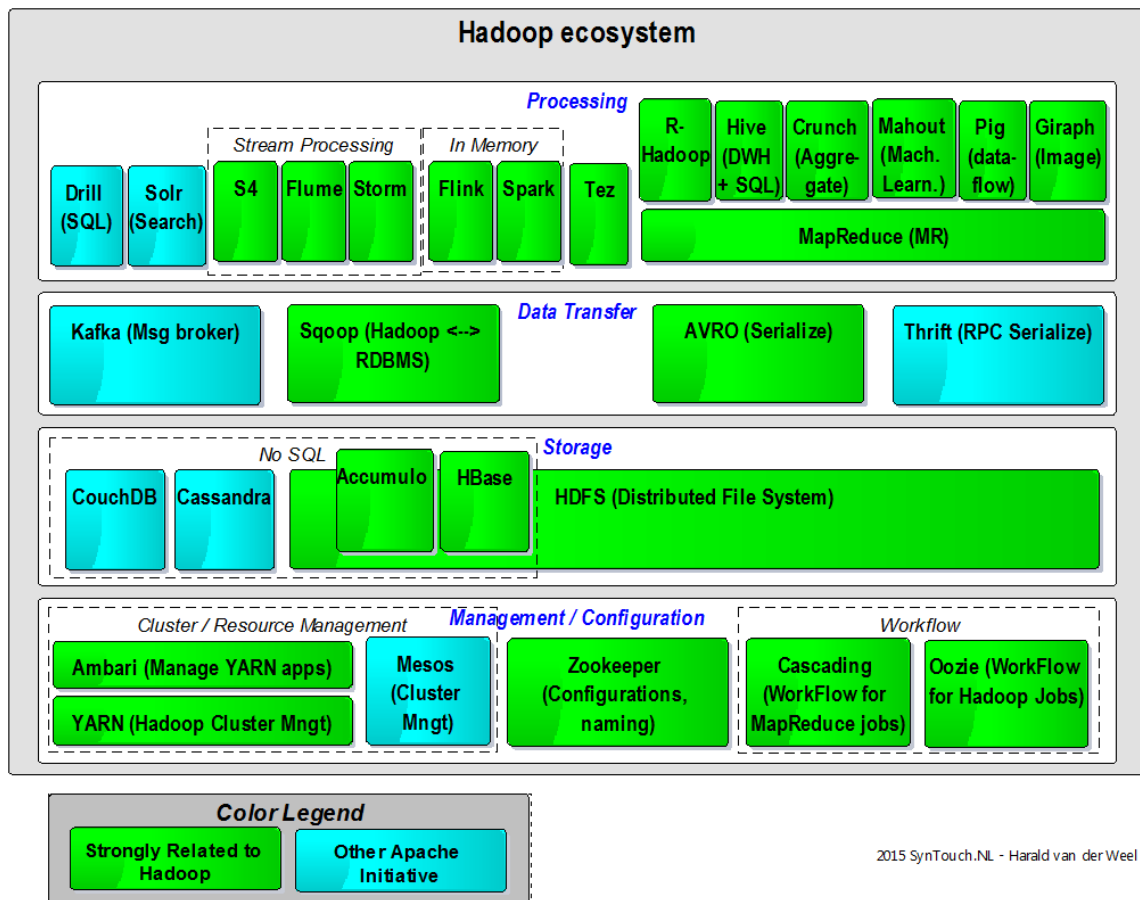 Hadoop ecosystem
Processing
Stream Processing
In Memory
Drill
(SQL)
Solr
(Search)
S4
Flume
Storm
Flink
Spark
Tez
R-
Hadoop
Hive
(DWH
+ SQL)
Crunch
(Aggre-
gate)
Mahout
(Mach.
Learn.)
Pig
(data-
flow)
Giraph
(Image)
MapReduce (MR)
Data Transfer
Kafka (Msg broker)
Sqoop (Hadoop <-->
RDBMS)
AVRO (Serialize)
Thrift (RPC Serialize)
Storage
No SQL
CouchDB
Cassandra
Accumulo
HBase
HDFS (Distributed File System)
Management / Configuration
Cluster / Resource Management
Ambari (Manage YARN apps)
YARN (Hadoop Cluster Mngt)
Mesos
(Cluster
Mngt)
Zookeeper
(Configurations,
naming)
Workflow
Cascading
(WorkFlow for
MapReduce jobs)
Oozie (WorkFlow
for Hadoop Jobs)
Color Legend
Strongly Related to
Hadoop
Other Apache
Initiative
2015 SynTouch.NL - Harald van der Weel